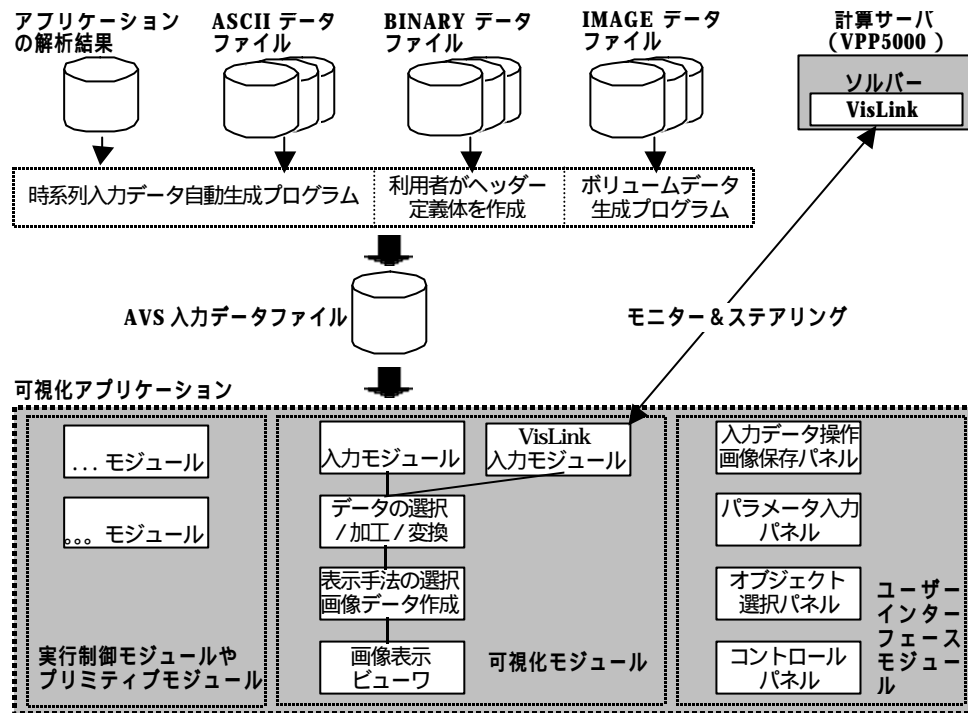 アプリケーション
の解析結果
ASCII データ
ファイル
BINARY データ
ファイル
IMAGE データ
ファイル
計算サーバ
（VPP5000 ）
ソルバー
VisLink
時系列入力データ自動生成プログラム
利用者がヘッダー
定義体を作成
ボリュームデータ
生成プログラム
AVS 入力データファイル
モニター＆ステアリング
可視化アプリケーション
...モジュール
。。。モジュール
実行制御モジュールや
プリミティブモジュール
入力モジュール
VisLink
入力モジュール
データの選択
/加工/変換
表示手法の選択
画像データ作成
画像表示
ビューワ
可視化モジュール
入力データ操作
画像保存パネル
パラメータ入力
パネル
オブジェクト
選択パネル
コントロール
パネル
ユーザー
インター
フェース
モジュー
ル